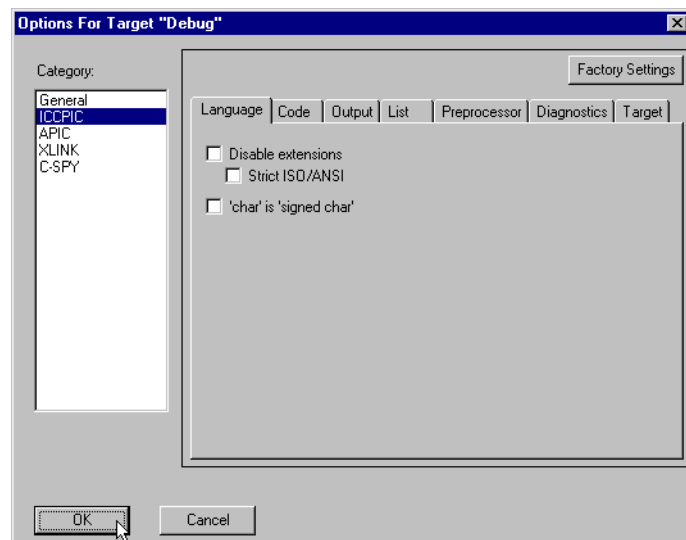 Options For Target "Debug"
Category:
Factory Settings
General
ICCPIC
APIC
XLINK
C-SPY
Language Code Output List Preprocessor Diagnostics Target
Disable extensions
Strict ISO/ANSI
'char' is 'signed char'
OK Cancel